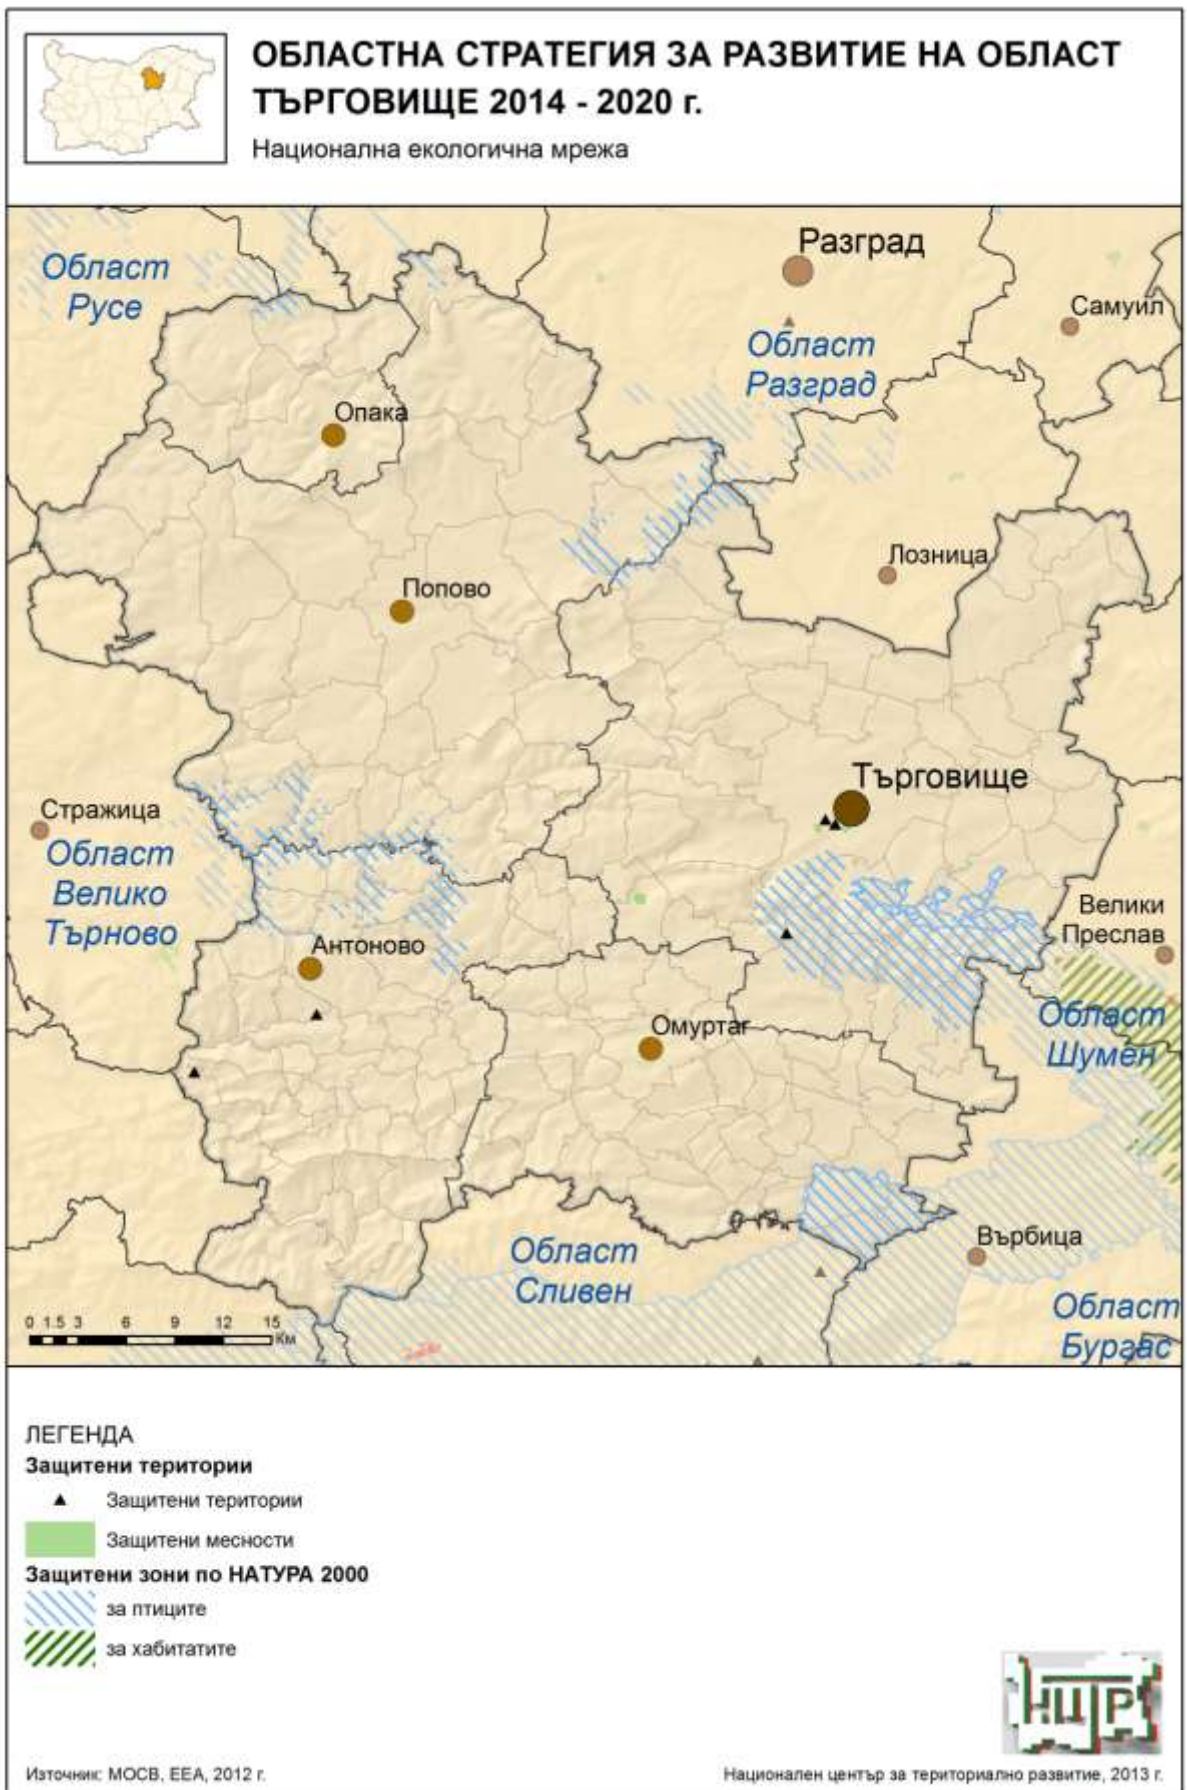 ОБЛАСТНА СТРАТЕГИЯ ЗА РАЗВИТИЕ НА ОБЛАСТ
ТЪРГОВИЩЕ 2014 - 2020 г.
Национална екологична мрежа
Област
Русе
Разград
Самуил
Област
Разград
Опака
Лозница
Попово
Търговище
Стражица
Област
Велико
Търново
Велики
Преслав
Антоново
Омуртаг
Област
Шумен
Област
Сливен
Върбица
Област
Бургас
0 1.5 3 6 9 12 15
Км
ЛЕГЕНДА
Защитени територии
Защитени територии
Защитени месности
Защитени зони по НАТУРА 2000
за птиците
за хабитатите
НЦТР
Източник: МОСВ, ЕЕА, 2012 г.
Национален център за териториално развитие, 2013 г.